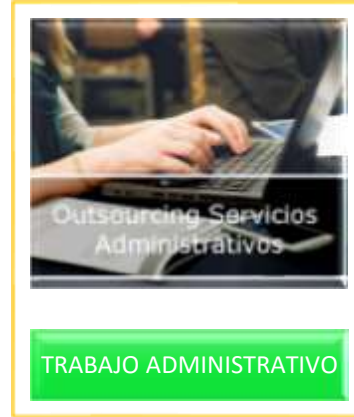 Outsourcing Servicios
Administrativos
TRABAJO ADMINISTRATIVO